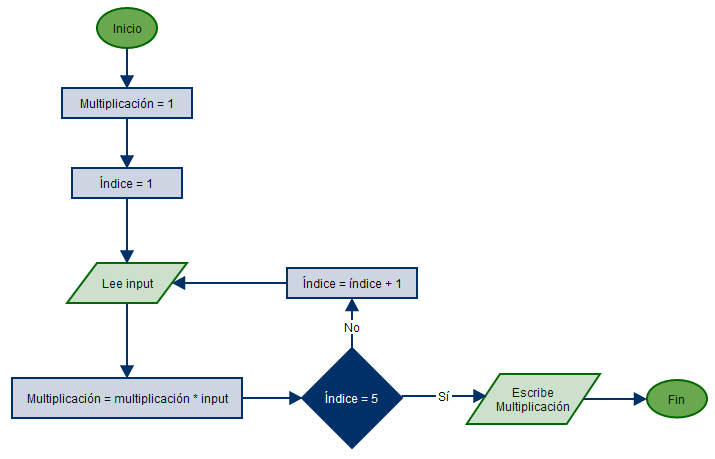 Inicio
Multiplicación = 1
Índice = 1
Lee input
Índice = índice + 1
No
Multiplicación = multiplicación * input
Índice = 5
Sí
Escribe
Multiplicación
Fin